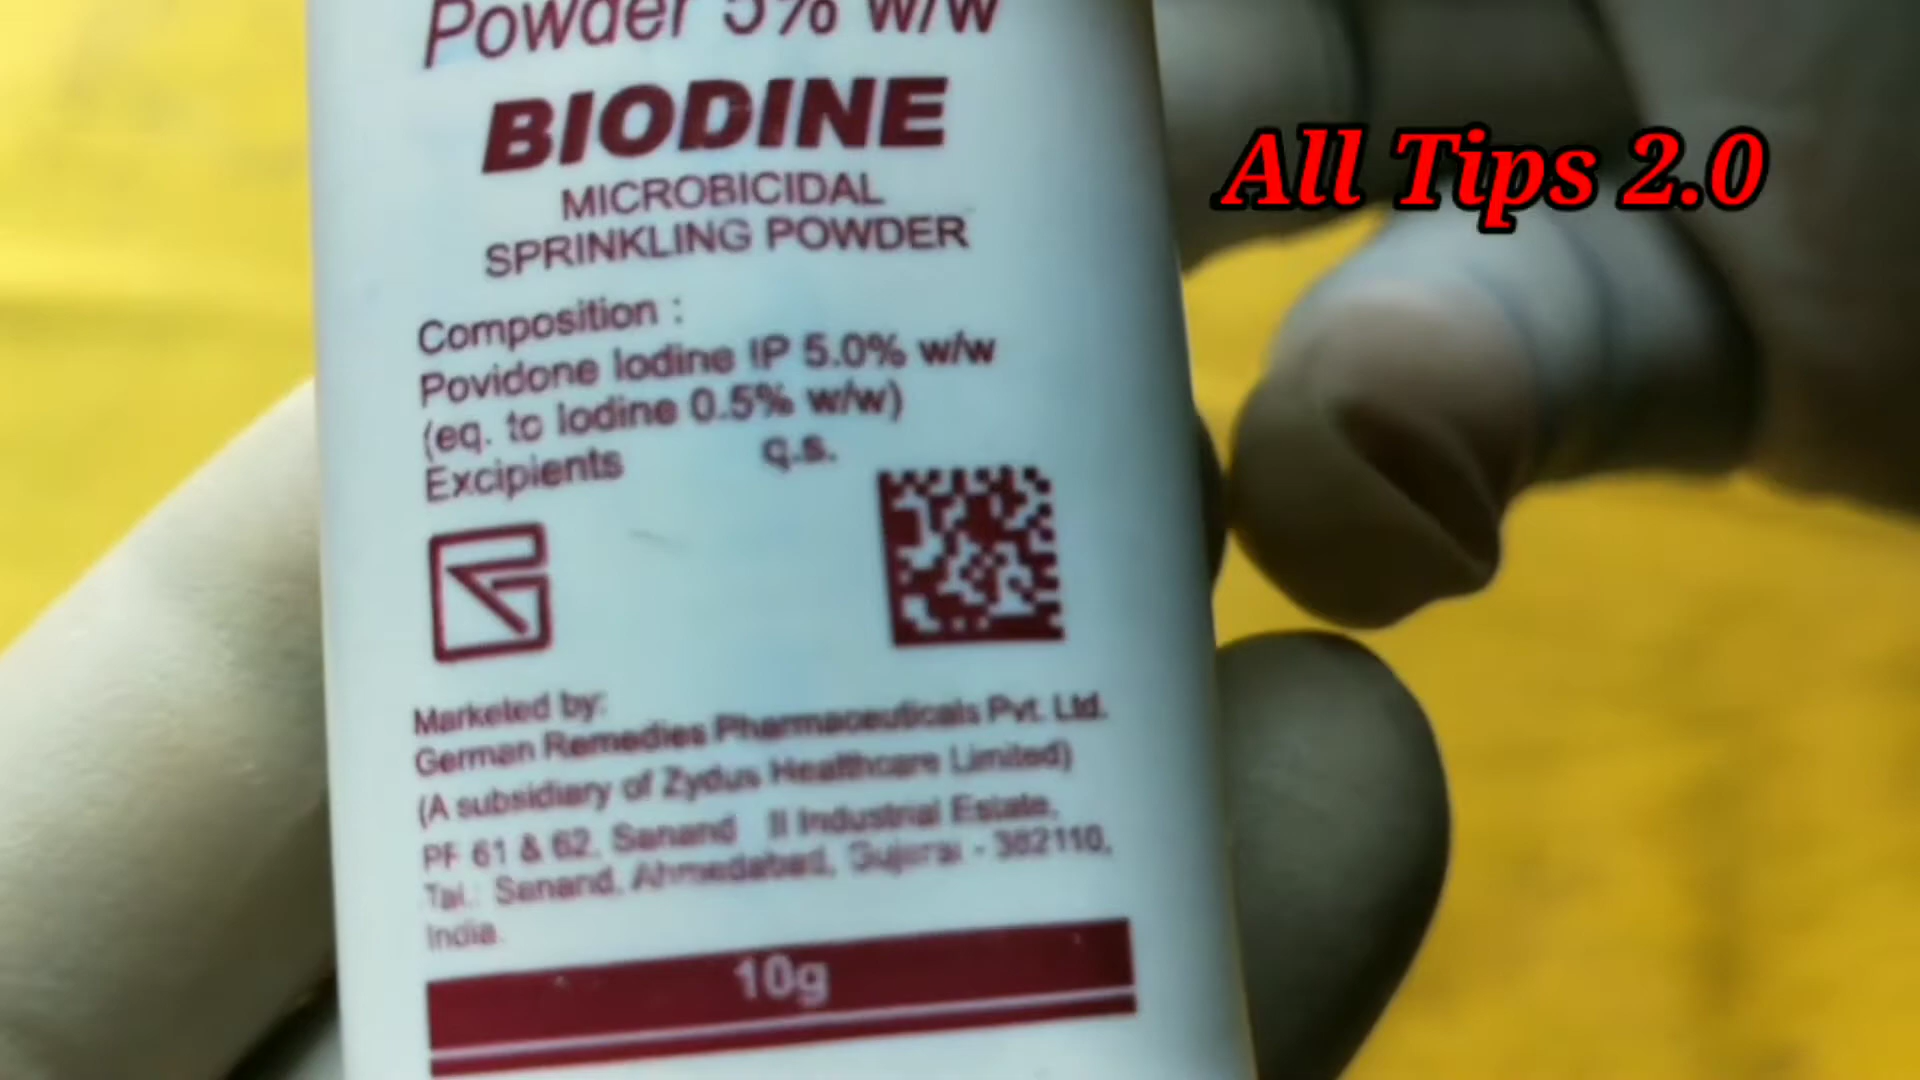 Powder 5% w/w
BIODINE
MICROBICIDAL
SPRINKLING POWDER
Composition :
Povidone Iodine IP 5.0% w/w
(eq. to Iodine 0.5% w/w)
Excipients q.s.
Marketed by:
German Remedies Pharmaceuticals Pvt. Ltd.
(A subsidiary of Zydus Healthcare Limited)
PF 61 & 62, Sanand II Industrial Estate,
Tal.: Sanand, Ahmedabad, Gujarat - 382110,
India.
10g
All Tips 2.0